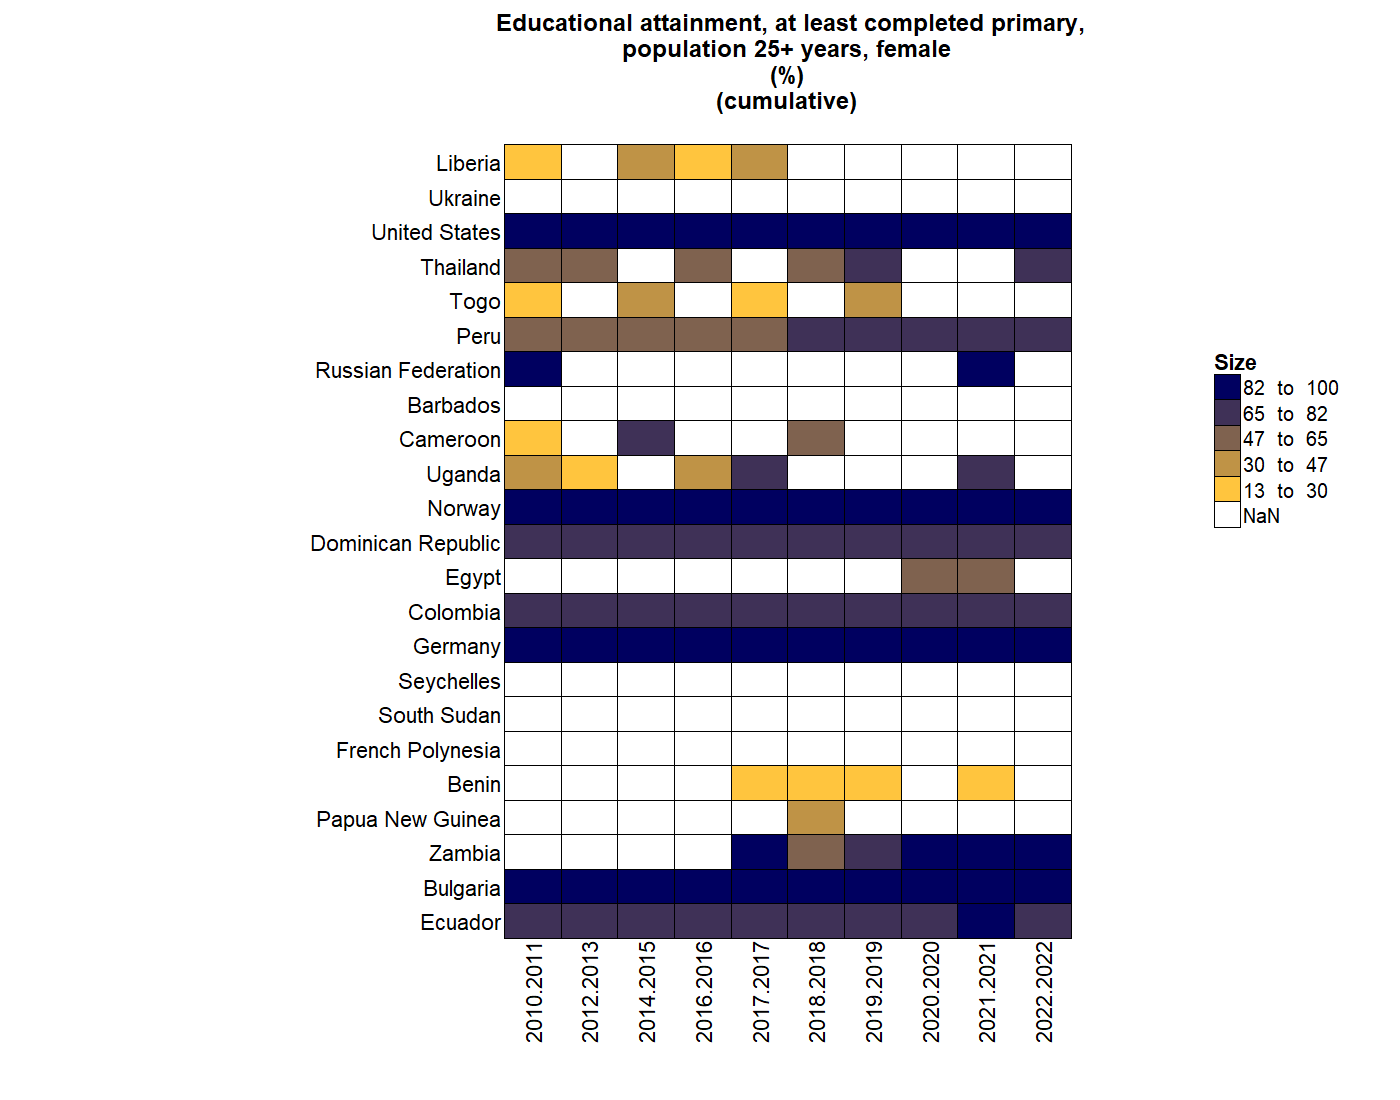 Educational attainment, at least completed primary,
population 25+ years, female
(%)
(cumulative)
Liberia
Ukraine
United States
Thailand
Togo
Peru
Russian Federation
Barbados
Cameroon
Uganda
Norway
Dominican Republic
Egypt
Colombia
Germany
Seychelles
South Sudan
French Polynesia
Benin
Papua New Guinea
Zambia
Bulgaria
Ecuador
2010.2011
2012.2013
2014.2015
2016.2016
2017.2017
2018.2018
2019.2019
2020.2020
2021.2021
2022.2022
Size
82 to 100
65 to 82
47 to 65
30 to 47
13 to 30
NaN